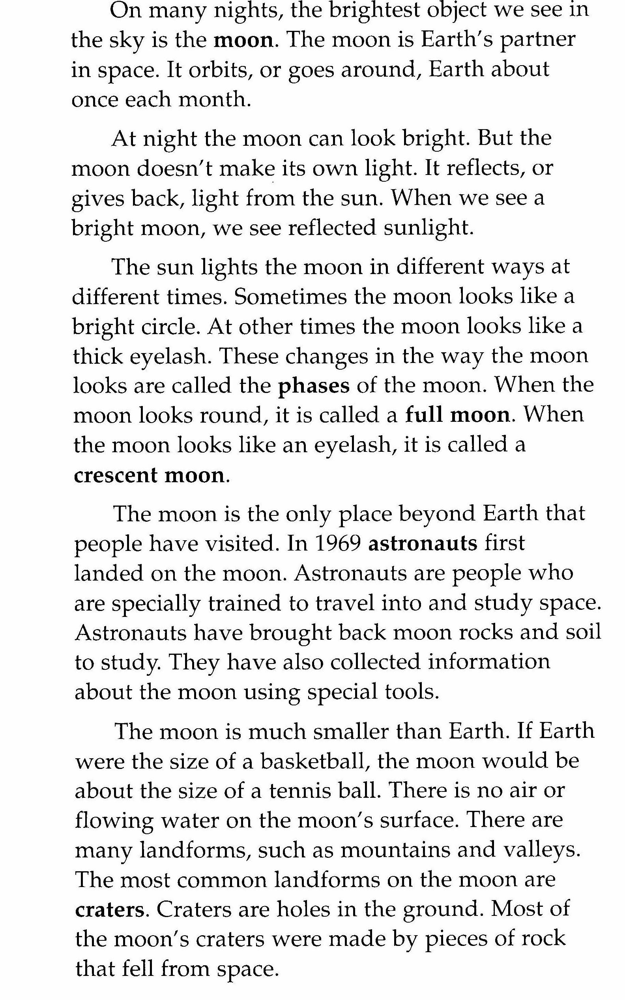 On many nights, the brightest object we see in
the sky is the moon. The moon is Earth's partner
in space. It orbits, or goes around, Earth about
once each month.
At night the moon can look bright. But the
moon doesn't make its own light. It reflects, or
gives back, light from the sun. When we see a
bright moon, we see reflected sunlight.
The sun lights the moon in different ways at
different times. Sometimes the moon looks like a
bright circle. At other times the moon looks like a
thick eyelash. These changes in the way the moon
looks are called the phases of the moon. When the
moon looks round, it is called a full moon. When
the moon looks like an eyelash, it is called a
crescent moon.
The moon is the only place beyond Earth that
people have visited. In 1969 astronauts first
landed on the moon. Astronauts are people who
are specially trained to travel into and study space.
Astronauts have brought back moon rocks and soil
to study. They have also collected information
about the moon using special tools.
The moon is much smaller than Earth. If Earth
were the size of a basketball, the moon would be
about the size of a tennis ball. There is no air or
flowing water on the moon's surface. There are
many landforms, such as mountains and valleys.
The most common landforms on the moon are
craters. Craters are holes in the ground. Most of
the moon's craters were made by pieces of rock
that fell from space.